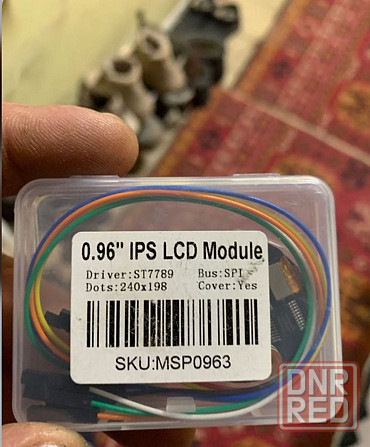 0.96" IPS LCD Module
Driver:ST7789 Bus:SPI
Dots:240x198 Cover:Yes
SKU:MSP0963
DNR
RED